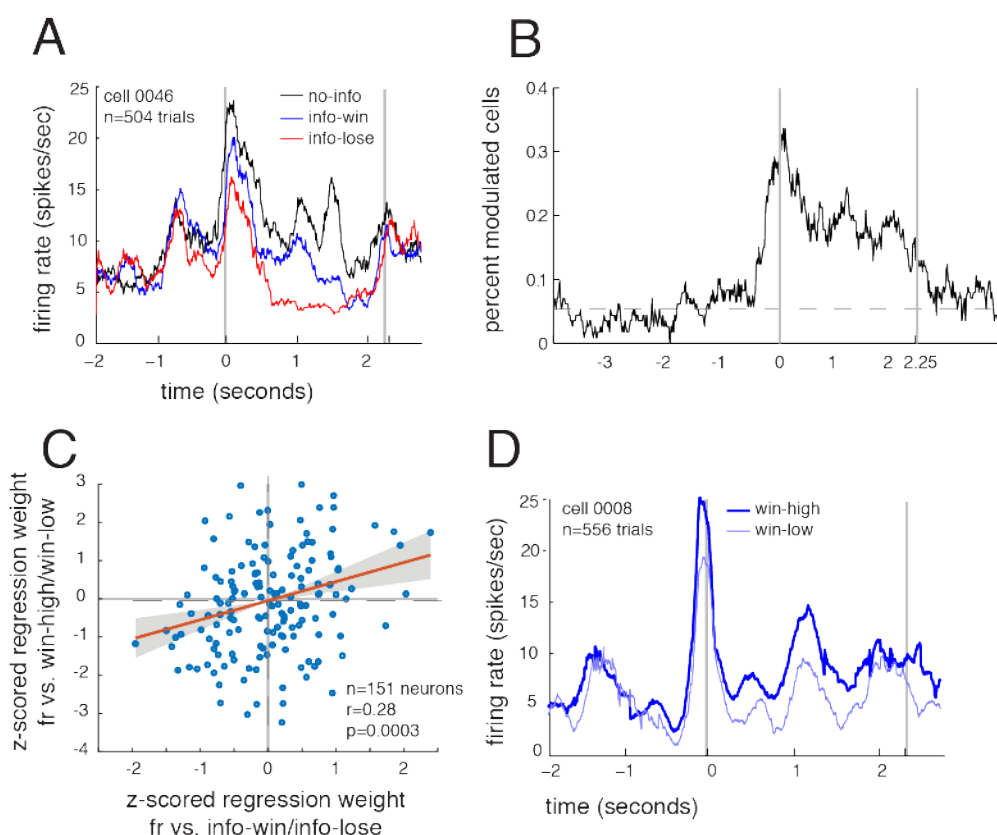 A
cell 0046
n=504 trials
no-info
info-win
info-lose
firing rate (spikes/sec)
25
20
15
10
5
0
-2
-1
0
1
2
time (seconds)
B
percent modulated cells
0.4
0.3
0.2
0.1
0
-3
-2
-1
0
1
2
2.25
C
z-scored regression weight
fr vs. win-high/win-low
3
2
1
0
-1
-2
-3
-4
n=151 neurons
r=0.28
p=0.0003
-2
-1
0
1
2
z-scored regression weight
fr vs. info-win/info-lose
D
cell 0008
n=556 trials
win-high
win-low
firing rate (spikes/sec)
25
20
15
10
5
0
-2
-1
0
1
2
time (seconds)